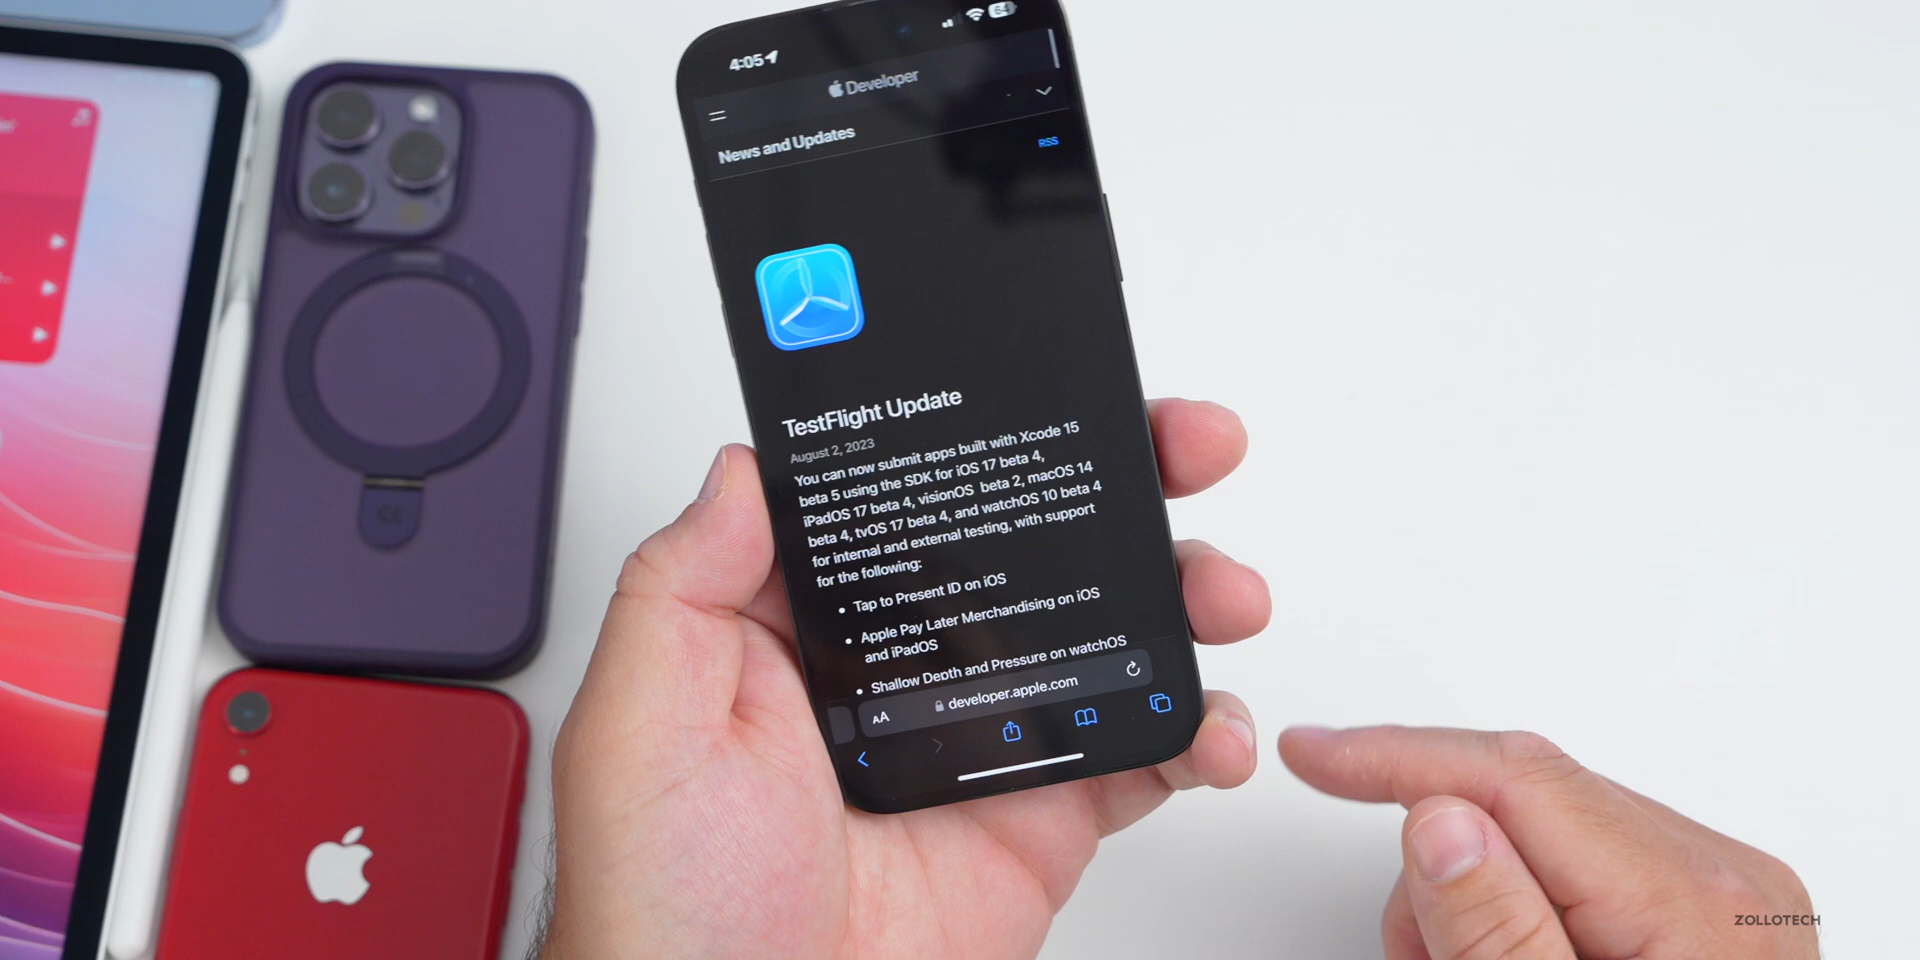 4:05
64
Developer
News and Updates
RSS
TestFlight Update
August 2, 2023
You can now submit apps built with Xcode 15
beta 5 using the SDK for iOS 17 beta 4,
iPadOS 17 beta 4, visionOS beta 2, macOS 14
beta 4, tvOS 17 beta 4, and watchOS 10 beta 4
for internal and external testing, with support
for the following:
• Tap to Present ID on iOS
• Apple Pay Later Merchandising on iOS
and iPadOS
• Shallow Depth and Pressure on watchOS
AA
developer.apple.com
ZOLLOTECH